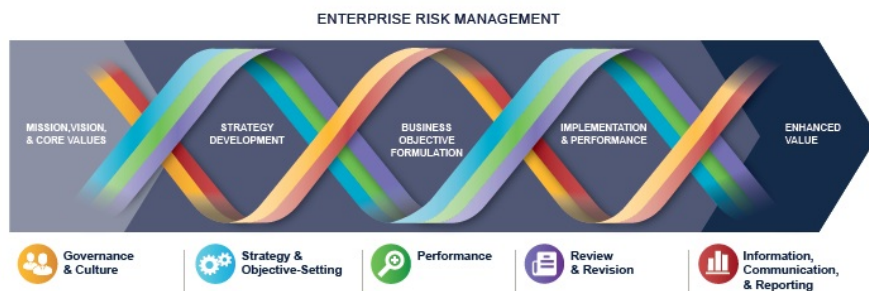 ENTERPRISE RISK MANAGEMENT
MISSION,VISION,
& CORE VALUES
STRATEGY
DEVELOPMENT
BUSINESS
OBJECTIVE
FORMULATION
IMPLEMENTATION
& PERFORMANCE
ENHANCED
VALUE
Governance
& Culture
Strategy &
Objective-Setting
Performance
Review
& Revision
Information,
Communication,
& Reporting